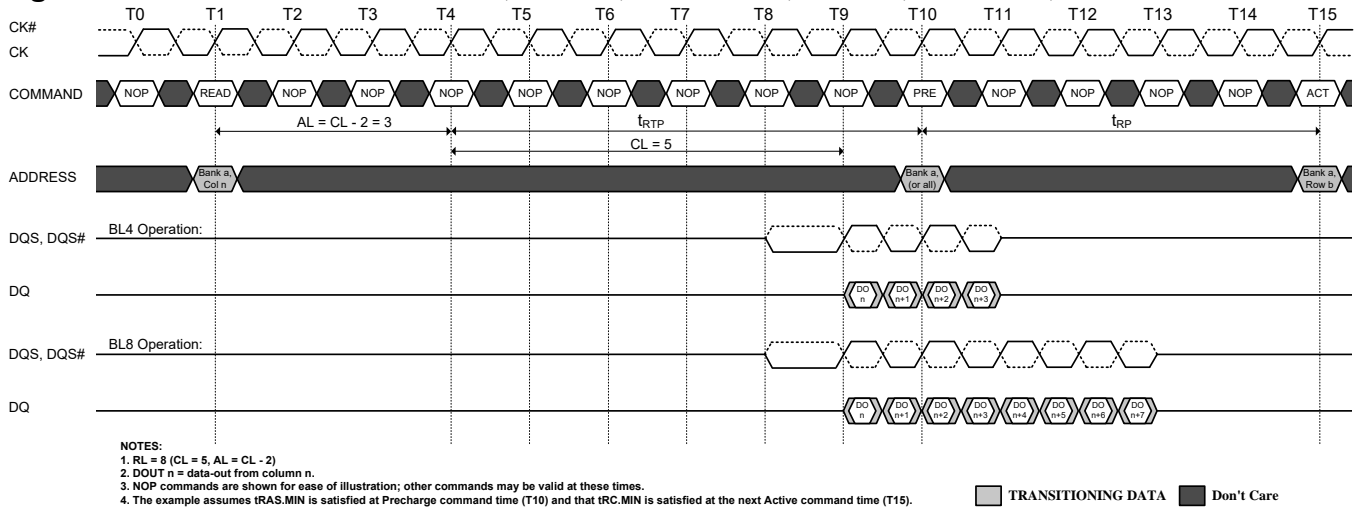 T0 T1 T2 T3 T4 T5 T6 T7 T8 T9 T10 T11 T12 T13 T14 T15
CK#
CK
COMMAND NOP READ NOP NOP NOP NOP NOP NOP NOP NOP PRE NOP NOP NOP NOP ACT
AL = CL - 2 = 3 tRTP tRP
CL = 5
ADDRESS Bank a, Col n Bank a, (or all) Bank a, Row b
BL4 Operation:
DQS, DQS#
DQ DO n DO n+1 DO n+2 DO n+3
BL8 Operation:
DQS, DQS#
DQ DO n DO n+1 DO n+2 DO n+3 DO n+4 DO n+5 DO n+6 DO n+7
NOTES:
1. RL = 8 (CL = 5, AL = CL - 2)
2. DOUT n = data-out from column n.
3. NOP commands are shown for ease of illustration; other commands may be valid at these times.
4. The example assumes tRAS.MIN is satisfied at Precharge command time (T10) and that tRC.MIN is satisfied at the next Active command time (T15).
TRANSITIONING DATA Don't Care